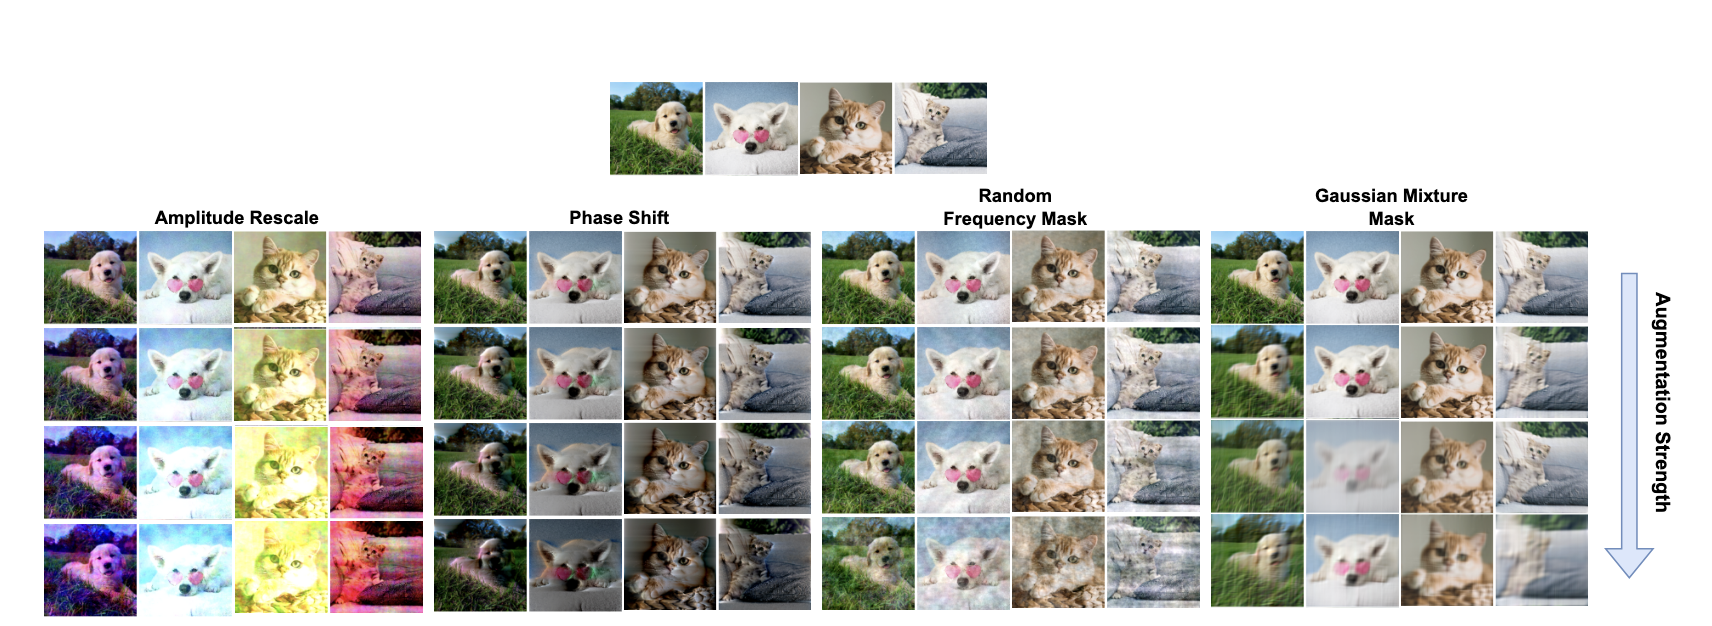 Random
Gaussian Mixture
Amplitude Rescale
Phase Shift
Frequency Mask
Mask
Augmentation Strength